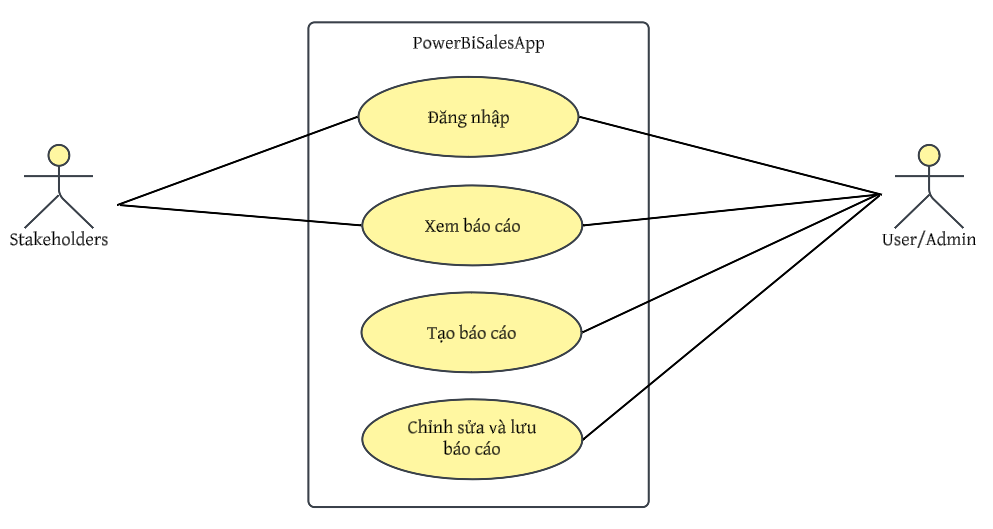 PowerBiSalesApp
Đăng nhập
Stakeholders
Xem báo cáo
User/Admin
Tạo báo cáo
Chỉnh sửa và lưu
báo cáo